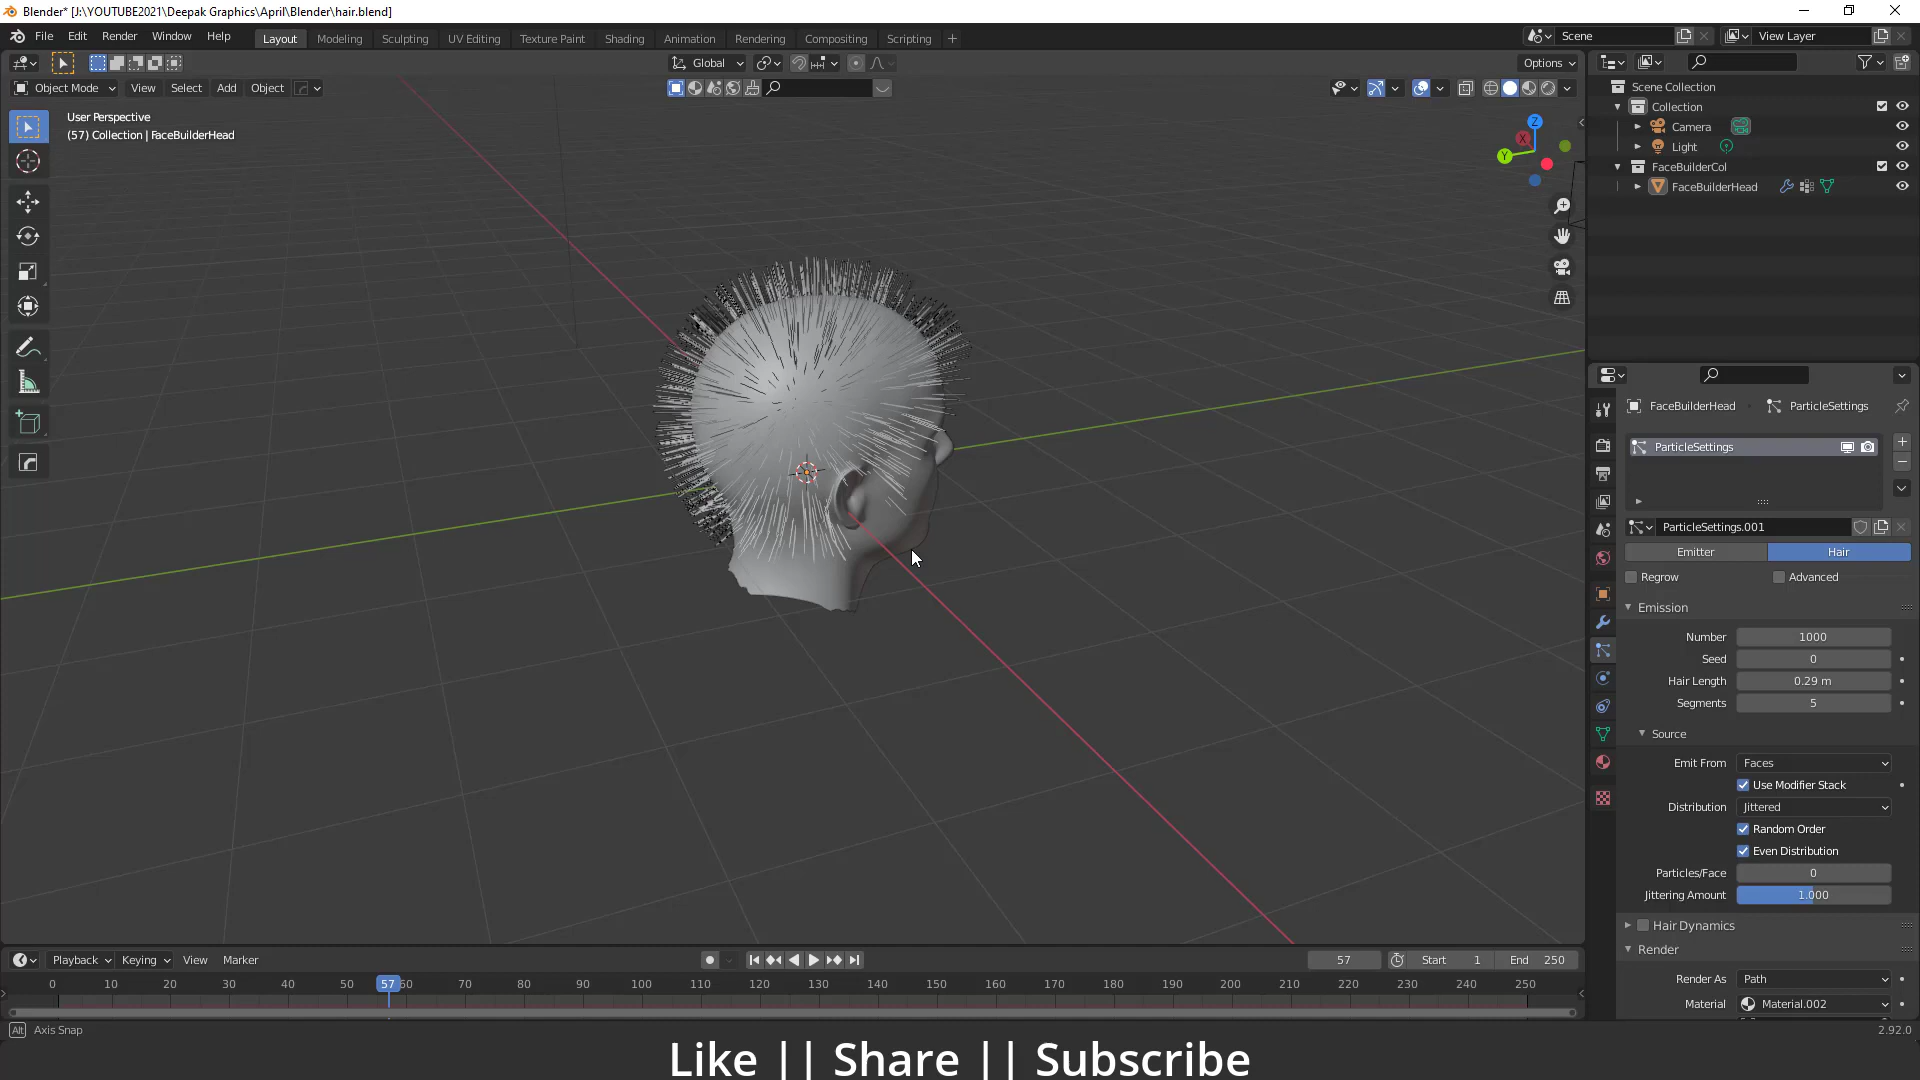 Blender* [J:\YOUTUBE2021\Deepak Graphics\April\Blender\hair.blend]
File Edit Render Window Help Layout Modeling Sculpting UV Editing Texture Paint Shading Animation Rendering Compositing Scripting + Scene View Layer
Global Options
Object Mode View Select Add Object
User Perspective
(57) Collection | FaceBuilderHead
Z
X
Y
Scene Collection
Collection
Camera
Light
FaceBuilderCol
FaceBuilderHead
FaceBuilderHead ParticleSettings
ParticleSettings
ParticleSettings.001
Emitter Hair
Regrow Advanced
Emission
Number 1000
Seed 0
Hair Length 0.29 m
Segments 5
Source
Emit From Faces
Use Modifier Stack
Distribution Jittered
Random Order
Even Distribution
Particles/Face 0
Jittering Amount 1.000
Hair Dynamics
Render
Render As Path
Material Material.002
Playback Keying View Marker 57 Start 1 End 250
0 10 20 30 40 50 57 60 70 80 90 100 110 120 130 140 150 160 170 180 190 200 210 220 230 240 250
Alt Axis Snap 2.92.0
Like || Share || Subscribe